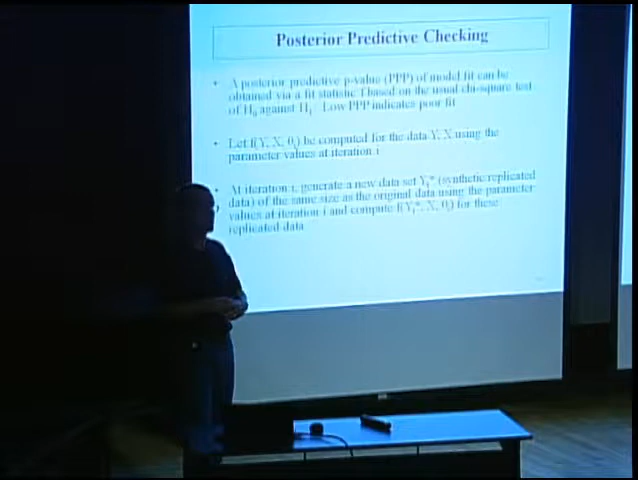 Posterior Predictive Checking
• A posterior predictive p-value (PPP) of model fit can be
obtained via a fit statistic f based on the usual chi-square test
of H₀ against H₁. Low PPP indicates poor fit
• Let f(Y, X, θᵢ) be computed for the data Y, X using the
parameter values at iteration i
• At iteration i, generate a new data set Yᵢ* (synthetic/replicated
data) of the same size as the original data using the parameter
values at iteration i and compute f(Yᵢ*, X, θᵢ) for these
replicated data